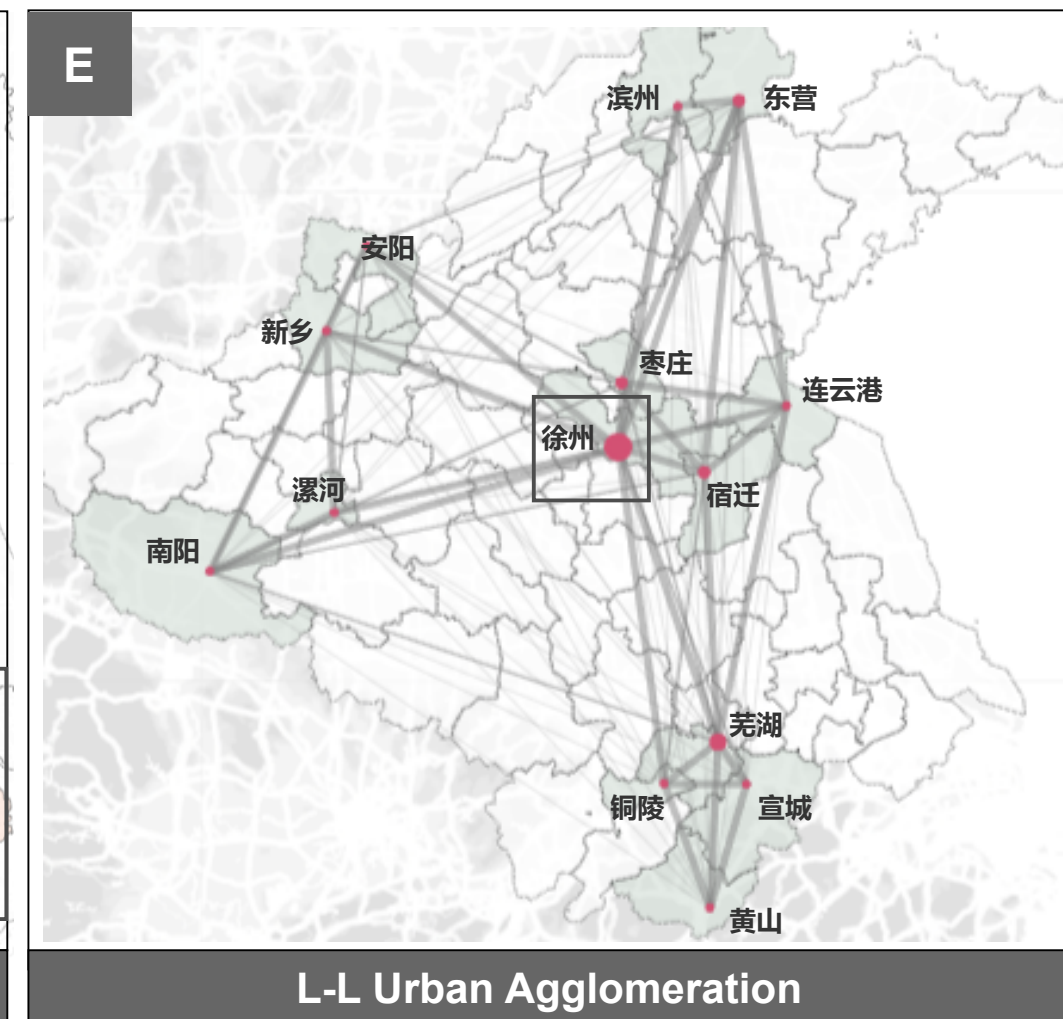 E
滨州
东营
安阳
新乡
枣庄
连云港
徐州
漯河
宿迁
南阳
芜湖
铜陵
宣城
黄山
L-L Urban Agglomeration